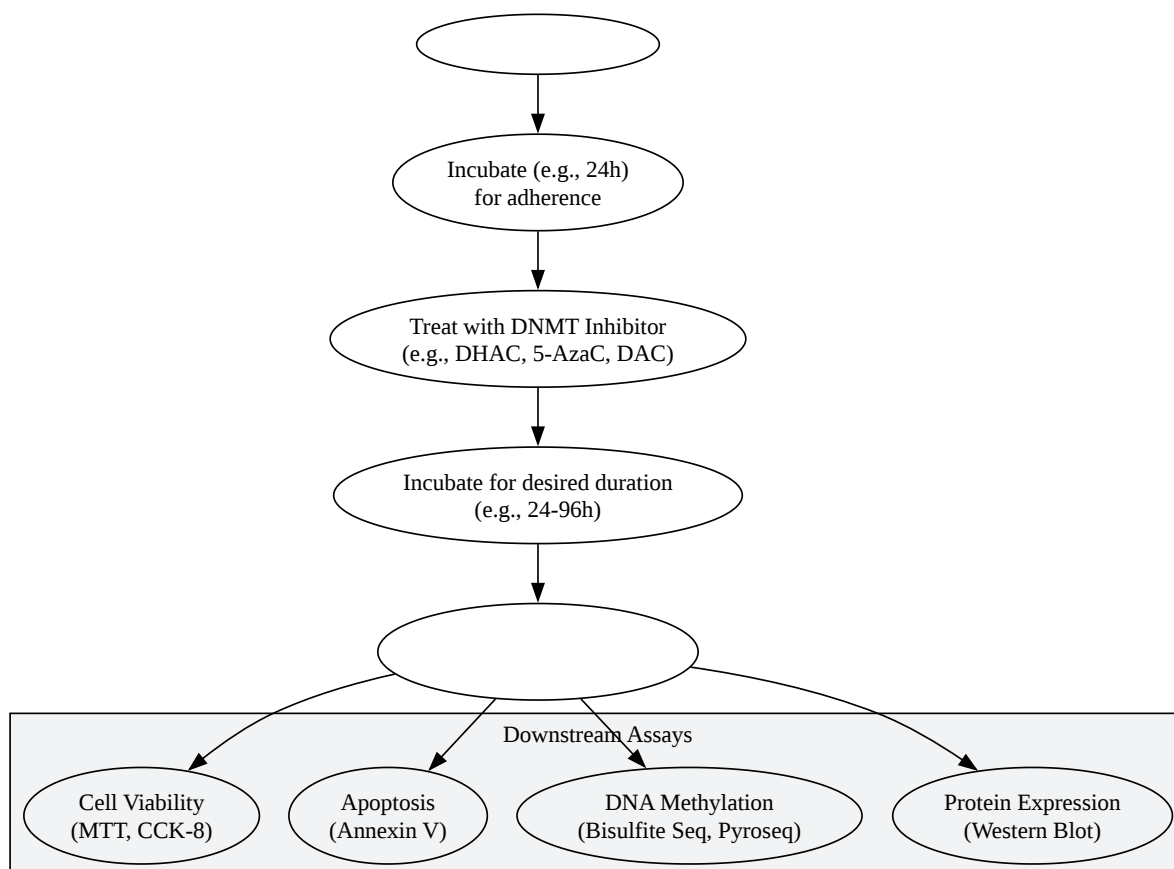 Incubate (e.g., 24h)
for adherence
Treat with DNMT Inhibitor
(e.g., DHAC, 5-AzaC, DAC)
Incubate for desired duration
(e.g., 24-96h)
Downstream Assays
Cell Viability
(MTT, CCK-8)
Apoptosis
(Annexin V)
DNA Methylation
(Bisulfite Seq, Pyroseq)
Protein Expression
(Western Blot)